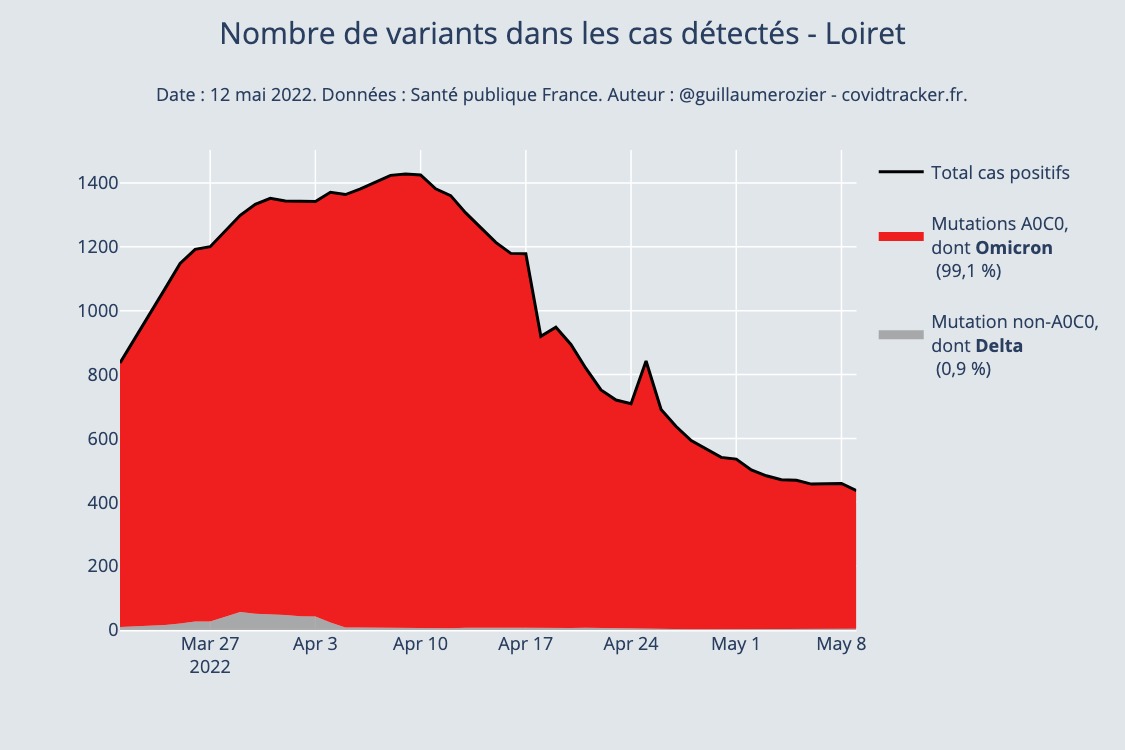 Nombre de variants dans les cas détectés - Loiret
Date : 12 mai 2022. Données : Santé publique France. Auteur : @guillaumerozier - covidtracker.fr.
1400
1200
1000
800
600
400
200
0
Mar 27
2022
Apr 3
Apr 10
Apr 17
Apr 24
May 1
May 8
Total cas positifs
Mutations A0C0,
dont Omicron
(99,1 %)
Mutation non-A0C0,
dont Delta
(0,9 %)